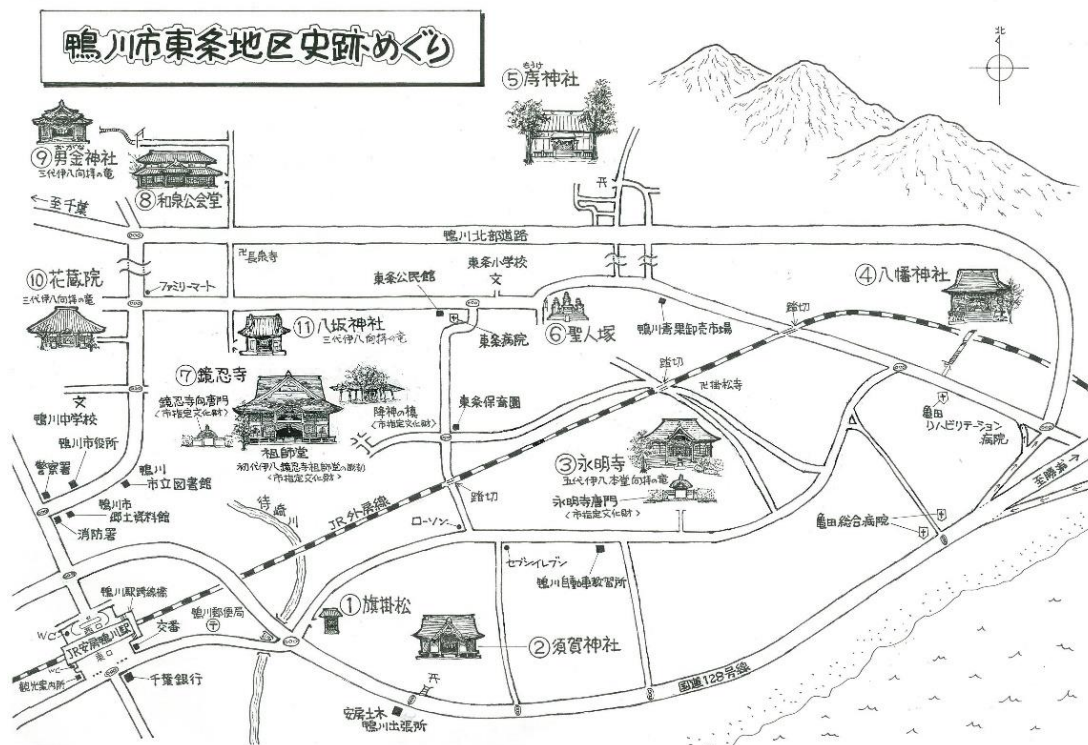 鴨川市東条地区史跡めぐり
北
⑤庤神社
⑨男金神社
三代伊八向拝の竜
⑧和泉公会堂
至千葉
鴨川北部道路
卍長泉寺
東条小学校
文
東条公民館
④八幡神社
⑩花蔵院
三代伊八向拝の竜
ファミリーマート
⑪八坂神社
三代伊八向拝の竜
東条病院
⑥聖人塚
鴨川青果卸売市場
踏切
踏切
卍掛松寺
⑦鏡忍寺
鏡忍寺向唐門
<市指定文化財>
降神の槙
<市指定文化財>
東条保育園
祖師堂
初代伊八鏡忍寺祖師堂の彫刻
<市指定文化財>
文
鴨川中学校
鴨川市役所
警察署
鴨川
市立図書館
鴨川市
郷土資料館
消防署
亀田
リハビリテーション
病院
③永明寺
五代伊八本堂向拝の竜
永明寺唐門
<市指定文化財>
至勝浦
亀田総合病院
待崎川
JR外房線
踏切
ローソン
セブンイレブン
鴨川自動車教習所
鴨川駅跨線橋
WC
西口
JR安房鴨川駅
東口
WC
観光案内所
交番
鴨川郵便局
〒
千葉銀行
①旗掛松
②須賀神社
安房土木
鴨川出張所
国道128号線